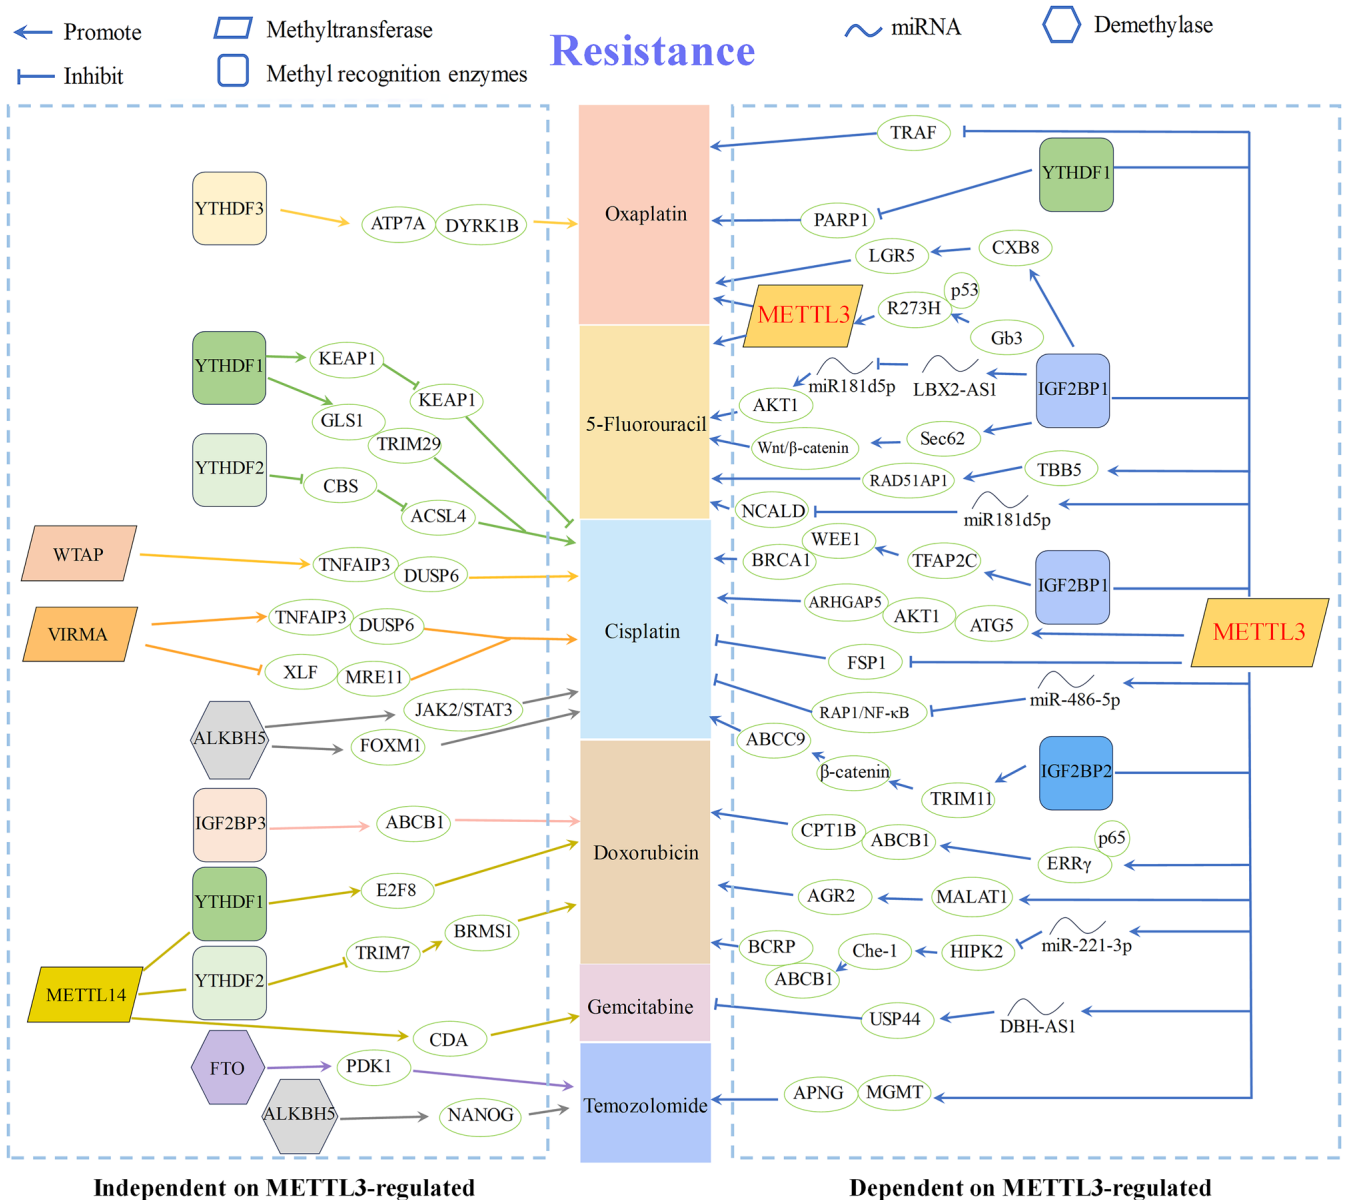 Promote
Methyltransferase
Resistance
miRNA
Demethylase
Inhibit
Methyl recognition enzymes
YTHDF3
ATP7A
DYRK1B
YTHDF1
KEAP1
KEAP1
GLS1
TRIM29
YTHDF2
CBS
ACSL4
WTAP
TNFAIP3
DUSP6
VIRMA
TNFAIP3
DUSP6
XLF
MRE11
ALKBH5
JAK2/STAT3
FOXM1
IGF2BP3
ABCB1
YTHDF1
E2F8
BRMS1
TRIM7
YTHDF2
METTL14
CDA
FTO
PDK1
ALKBH5
NANOG
Oxaplatin
5-Fluorouracil
Cisplatin
Doxorubicin
Gemcitabine
Temozolomide
TRAF
YTHDF1
PARP1
CXB8
LGR5
p53
R273H
METTL3
Gb3
IGF2BP1
miR181d5p
LBX2-AS1
AKT1
Sec62
Wnt/β-catenin
TBB5
RAD51AP1
NCALD
miR181d5p
WEE1
BRCA1
TFAP2C
IGF2BP1
ARHGAP5
AKT1
ATG5
METTL3
FSP1
miR-486-5p
RAP1/NF-κB
ABCC9
β-catenin
IGF2BP2
TRIM11
CPT1B
ABCB1
p65
ERRγ
AGR2
MALAT1
miR-221-3p
BCRP
Che-1
HIPK2
ABCB1
USP44
DBH-AS1
APNG
MGMT
Independent on METTL3-regulated
Dependent on METTL3-regulated